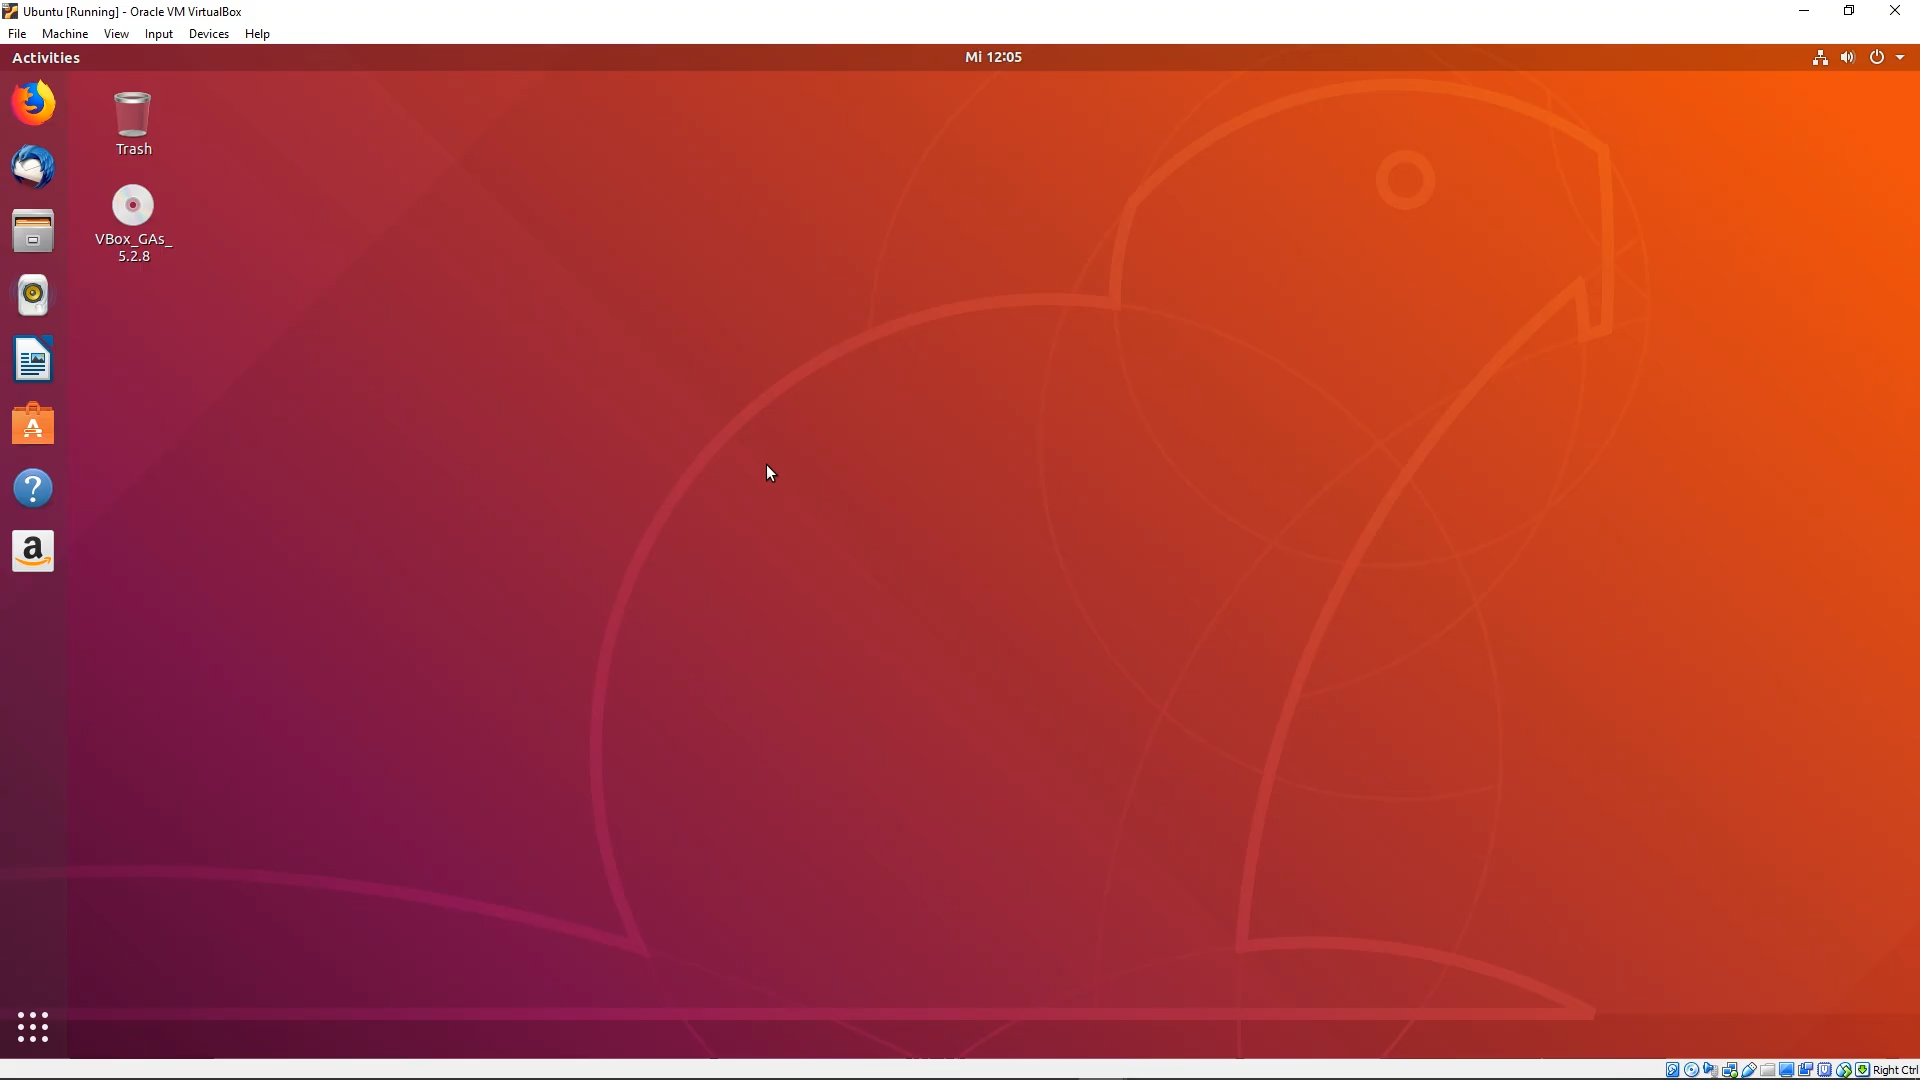 Ubuntu [Running] - Oracle VM VirtualBox
File Machine View Input Devices Help
Activities
Mi 12:05
Trash
VBox_GAs_
5.2.8
Right Ctrl